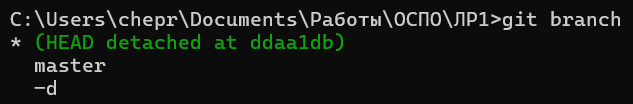 C:\Users\chepr\Documents\Работы\ОСПО\ЛР1>git branch
* (HEAD detached at ddaa1db)
  master
  –d